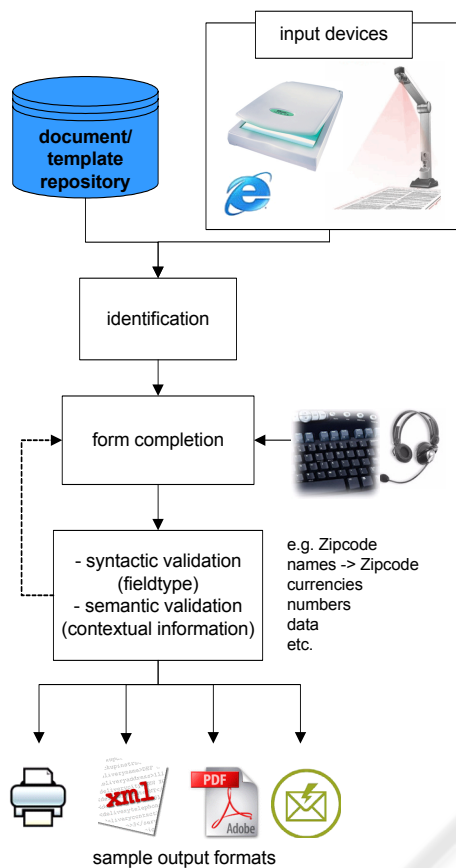 input devices
document/
template
repository
identification
form completion
- syntactic validation
(fieldtype)
- semantic validation
(contextual information)
e.g. Zipcode
names -> Zipcode
currencies
numbers
data
etc.
xml
PDF
Adobe
sample output formats